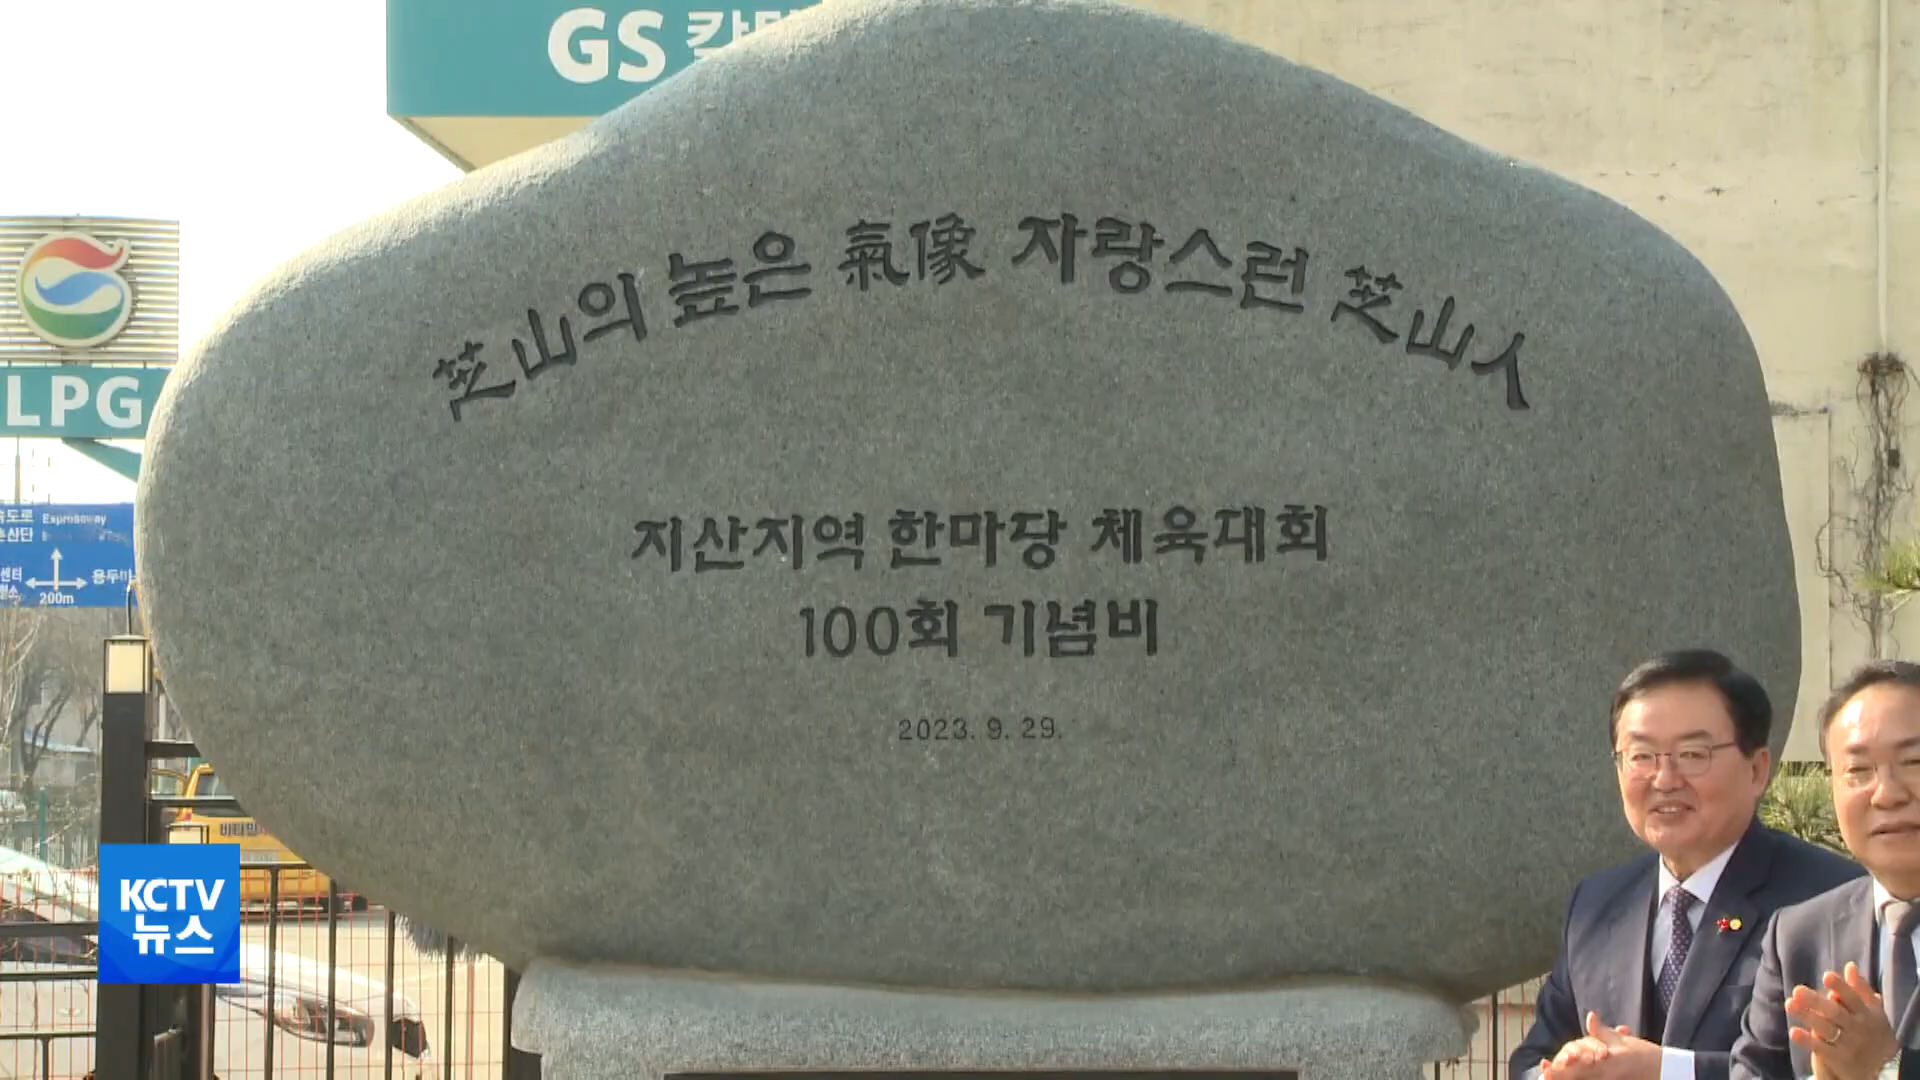 GS 칼
芝山의 높은 氣像 자랑스런 芝山人
LPG
지산지역 한마당 체육대회
100회 기념비
2023. 9. 29.
Expressway
200m
KCTV
뉴스